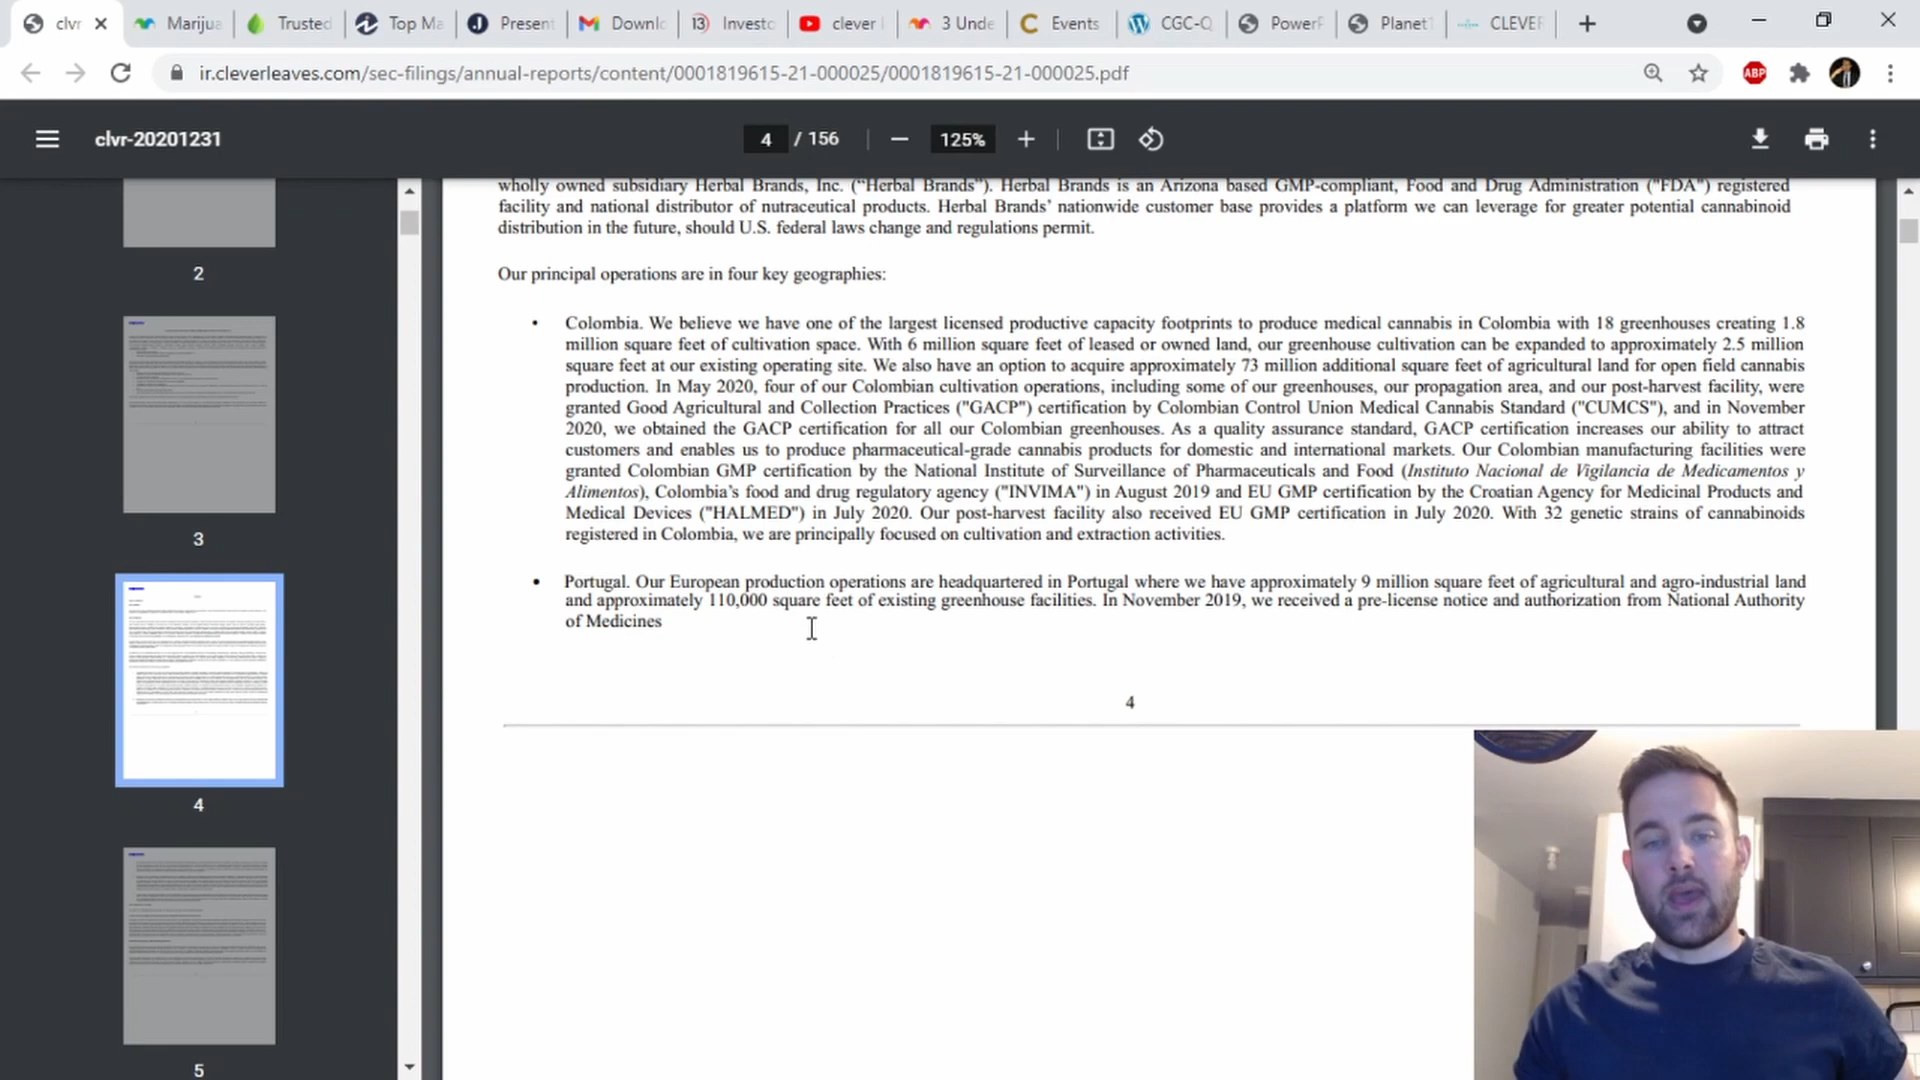 clvr
Marijua
Trusted
Top Ma
Present
Downlo
Investo
clever
3 Unde
Events
CGC-Q
PowerP
Planet
CLEVER
ir.cleverleaves.com/sec-filings/annual-reports/content/0001819615-21-000025/0001819615-21-000025.pdf
ABP
clvr-20201231
4 / 156
125%
2
3
4
5
wholly owned subsidiary Herbal Brands, Inc. (“Herbal Brands”). Herbal Brands is an Arizona based GMP-compliant, Food and Drug Administration ("FDA") registered
facility and national distributor of nutraceutical products. Herbal Brands’ nationwide customer base provides a platform we can leverage for greater potential cannabinoid
distribution in the future, should U.S. federal laws change and regulations permit.
Our principal operations are in four key geographies:
• Colombia. We believe we have one of the largest licensed productive capacity footprints to produce medical cannabis in Colombia with 18 greenhouses creating 1.8
million square feet of cultivation space. With 6 million square feet of leased or owned land, our greenhouse cultivation can be expanded to approximately 2.5 million
square feet at our existing operating site. We also have an option to acquire approximately 73 million additional square feet of agricultural land for open field cannabis
production. In May 2020, four of our Colombian cultivation operations, including some of our greenhouses, our propagation area, and our post-harvest facility, were
granted Good Agricultural and Collection Practices ("GACP") certification by Colombian Control Union Medical Cannabis Standard ("CUMCS"), and in November
2020, we obtained the GACP certification for all our Colombian greenhouses. As a quality assurance standard, GACP certification increases our ability to attract
customers and enables us to produce pharmaceutical-grade cannabis products for domestic and international markets. Our Colombian manufacturing facilities were
granted Colombian GMP certification by the National Institute of Surveillance of Pharmaceuticals and Food (Instituto Nacional de Vigilancia de Medicamentos y
Alimentos), Colombia’s food and drug regulatory agency ("INVIMA") in August 2019 and EU GMP certification by the Croatian Agency for Medicinal Products and
Medical Devices ("HALMED") in July 2020. Our post-harvest facility also received EU GMP certification in July 2020. With 32 genetic strains of cannabinoids
registered in Colombia, we are principally focused on cultivation and extraction activities.
• Portugal. Our European production operations are headquartered in Portugal where we have approximately 9 million square feet of agricultural and agro-industrial land
and approximately 110,000 square feet of existing greenhouse facilities. In November 2019, we received a pre-license notice and authorization from National Authority
of Medicines
4